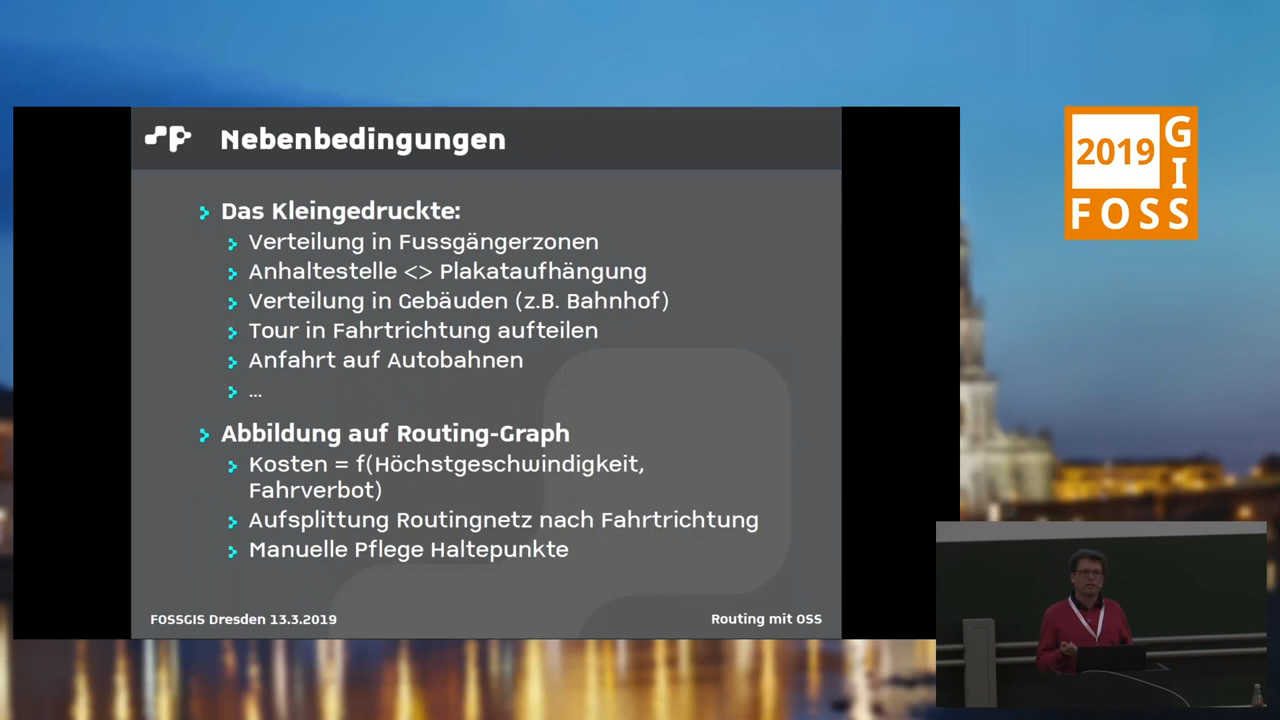 Nebenbedingungen
Das Kleingedruckte:
Verteilung in Fussgängerzonen
Anhaltestelle <> Plakataufhängung
Verteilung in Gebäuden (z.B. Bahnhof)
Tour in Fahrtrichtung aufteilen
Anfahrt auf Autobahnen
...
Abbildung auf Routing-Graph
Kosten = f(Höchstgeschwindigkeit,
Fahrverbot)
Aufsplittung Routingnetz nach Fahrtrichtung
Manuelle Pflege Haltepunkte
FOSSGIS Dresden 13.3.2019
Routing mit OSS
2019
FOSS
GIS